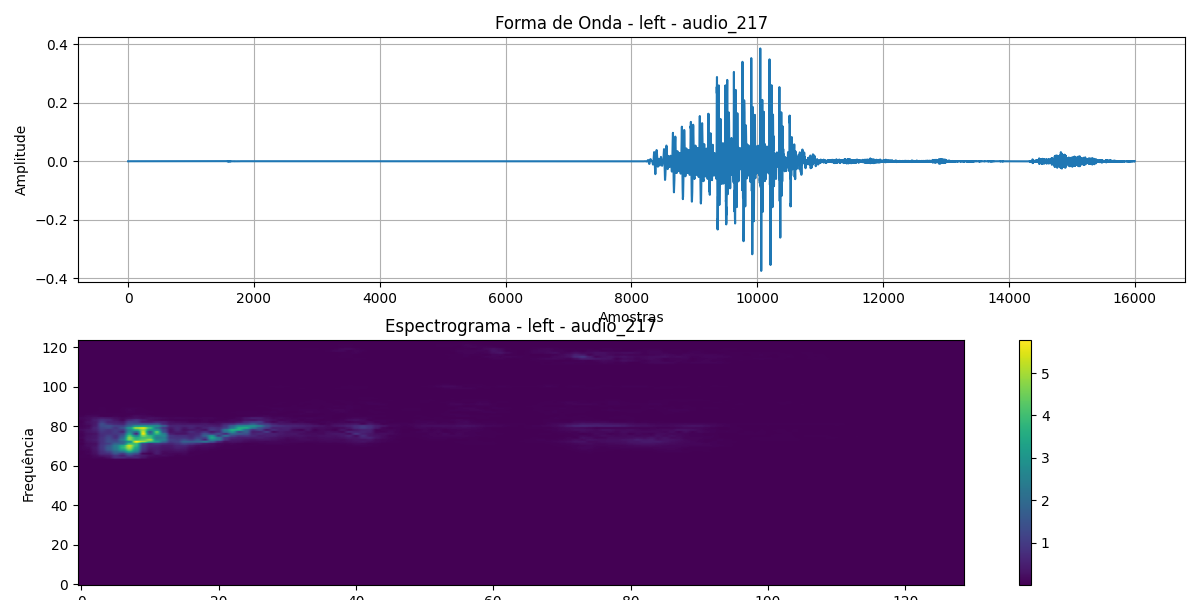 Forma de Onda - left - audio_217
0.4
0.2
0.0
−0.2
−0.4
Amplitude
0 2000 4000 6000 8000 10000 12000 14000 16000
Amostras
Espectrograma - left - audio_217
120
100
80
60
40
20
0
Frequência
0 20 40 60 80 100 120
5
4
3
2
1